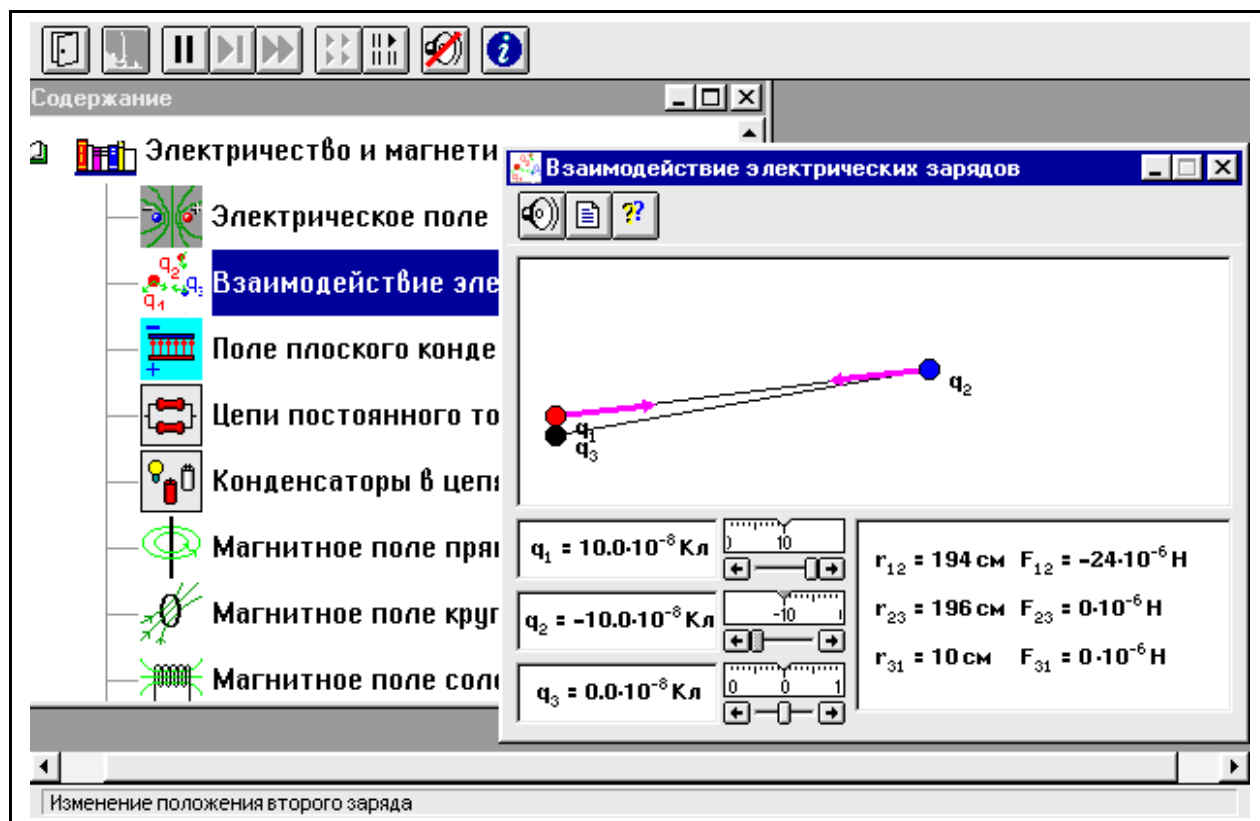 Содержание
Электричество и магнети
Электрическое поле
Взаимодействие эле
Поле плоского конде
Цепи постоянного то
Конденсаторы в цепя
Магнитное поле прям
Магнитное поле круг
Магнитное поле соле
Взаимодействие электрических зарядов
q₂
q₁
q₃
q₁ = 10.0·10⁻⁸ Кл
10
q₂ = -10.0·10⁻⁸ Кл
-10
q₃ = 0.0·10⁻⁸ Кл
0 0 1
r₁₂ = 194 см F₁₂ = -24·10⁻⁶ Н
r₂₃ = 196 см F₂₃ = 0·10⁻⁶ Н
r₃₁ = 10 см F₃₁ = 0·10⁻⁶ Н
Изменение положения второго заряда